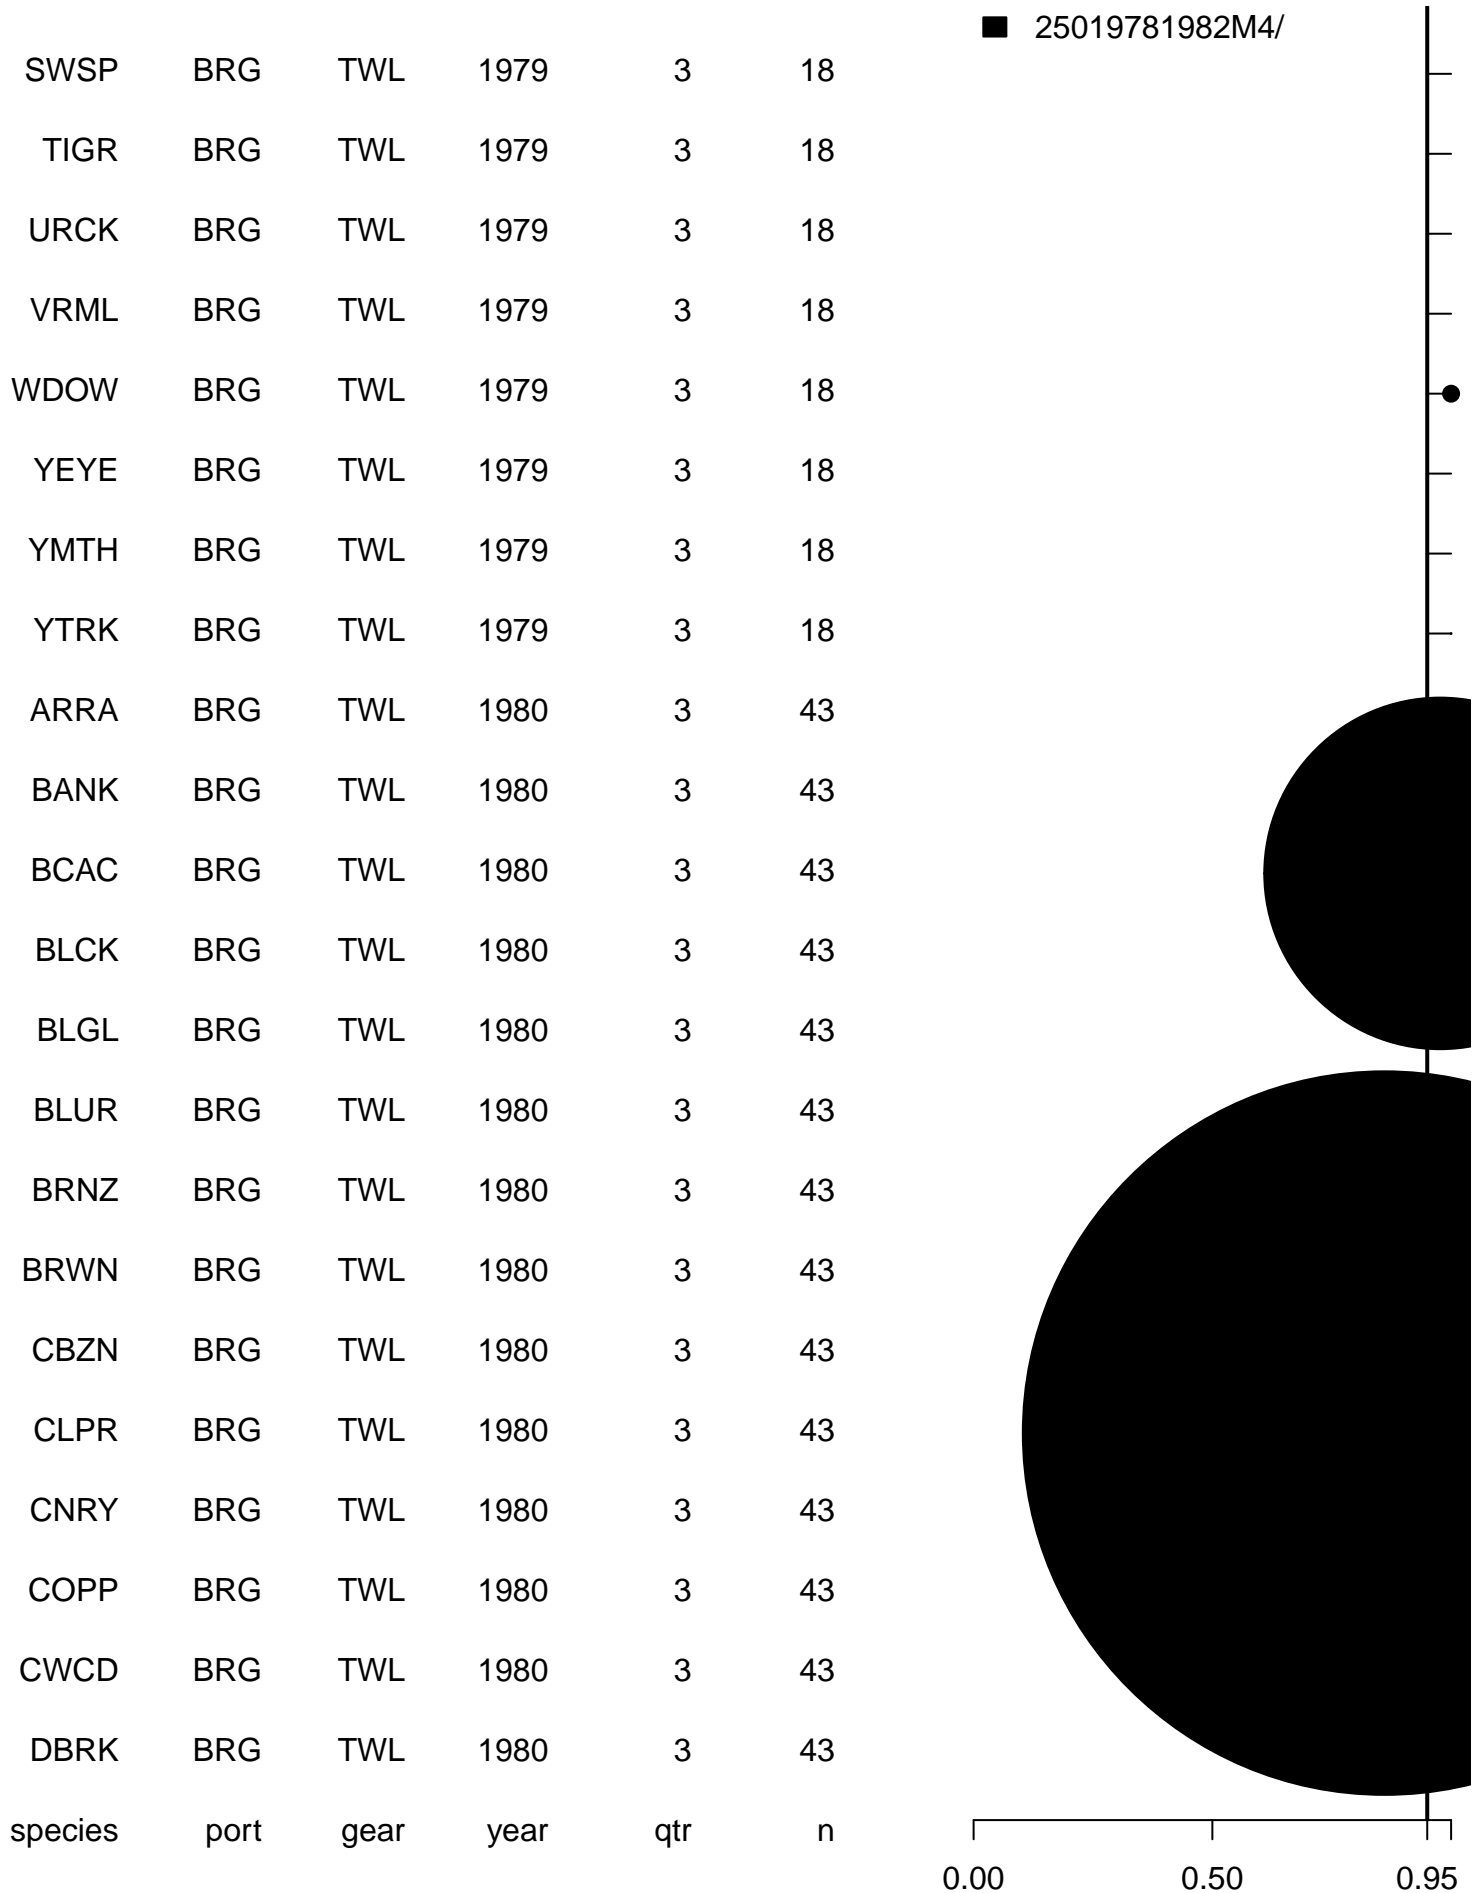 25019781982M4/
SWSP BRG TWL 1979 3 18
TIGR BRG TWL 1979 3 18
URCK BRG TWL 1979 3 18
VRML BRG TWL 1979 3 18
WDOW BRG TWL 1979 3 18
YEYE BRG TWL 1979 3 18
YMTH BRG TWL 1979 3 18
YTRK BRG TWL 1979 3 18
ARRA BRG TWL 1980 3 43
BANK BRG TWL 1980 3 43
BCAC BRG TWL 1980 3 43
BLCK BRG TWL 1980 3 43
BLGL BRG TWL 1980 3 43
BLUR BRG TWL 1980 3 43
BRNZ BRG TWL 1980 3 43
BRWN BRG TWL 1980 3 43
CBZN BRG TWL 1980 3 43
CLPR BRG TWL 1980 3 43
CNRY BRG TWL 1980 3 43
COPP BRG TWL 1980 3 43
CWCD BRG TWL 1980 3 43
DBRK BRG TWL 1980 3 43
species port gear year qtr n
0.00 0.50 0.95